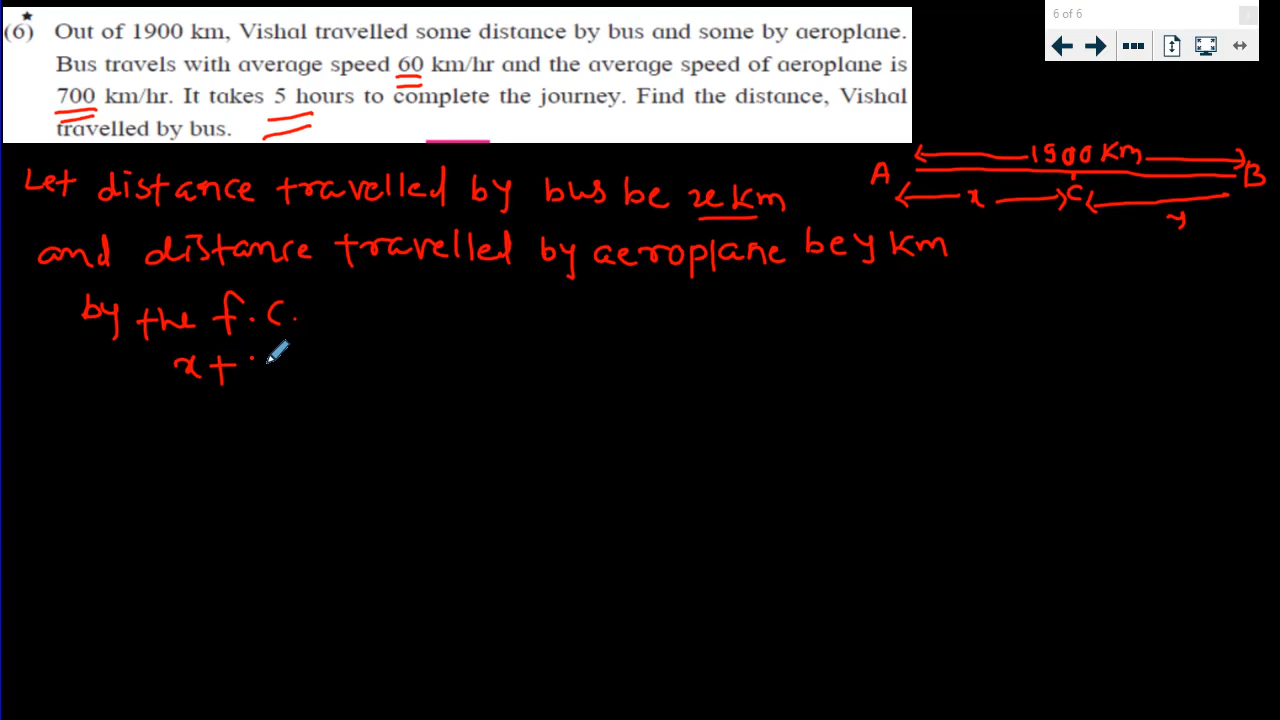 6 of 6
(6) Out of 1900 km, Vishal travelled some distance by bus and some by aeroplane.
Bus travels with average speed 60 km/hr and the average speed of aeroplane is
700 km/hr. It takes 5 hours to complete the journey. Find the distance, Vishal
travelled by bus.
A 1900 Km B
x C y
Let distance travelled by bus be x km
and distance travelled by aeroplane be y km
by the f.c.
x+